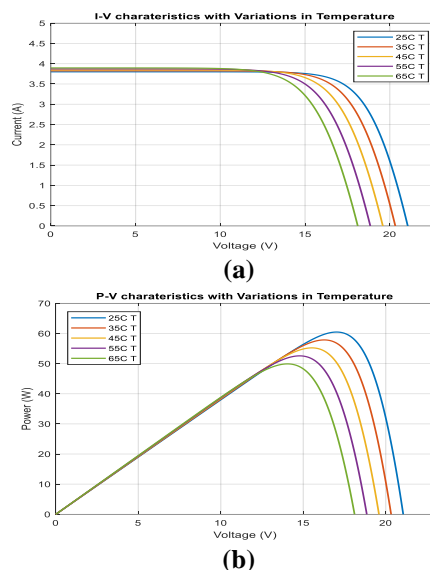 I-V charateristics with Variations in Temperature
5
4.5
4
3.5
3
2.5
2
1.5
1
0.5
0
Current (A)
25C T
35C T
45C T
55C T
65C T
0 5 10 15 20
Voltage (V)
(a)
P-V charateristics with Variations in Temperature
70
60
50
40
30
20
10
0
Power (W)
25C T
35C T
45C T
55C T
65C T
0 5 10 15 20
Voltage (V)
(b)